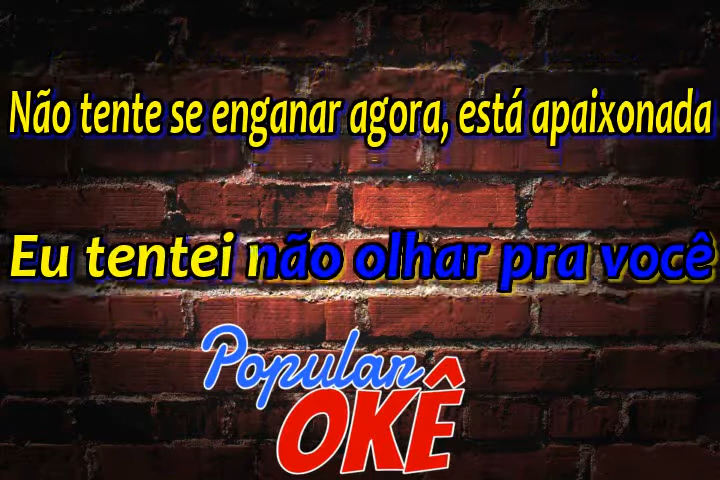 Não tente se enganar agora, está apaixonada
Eu tentei não olhar pra você
Popular
OKÊ